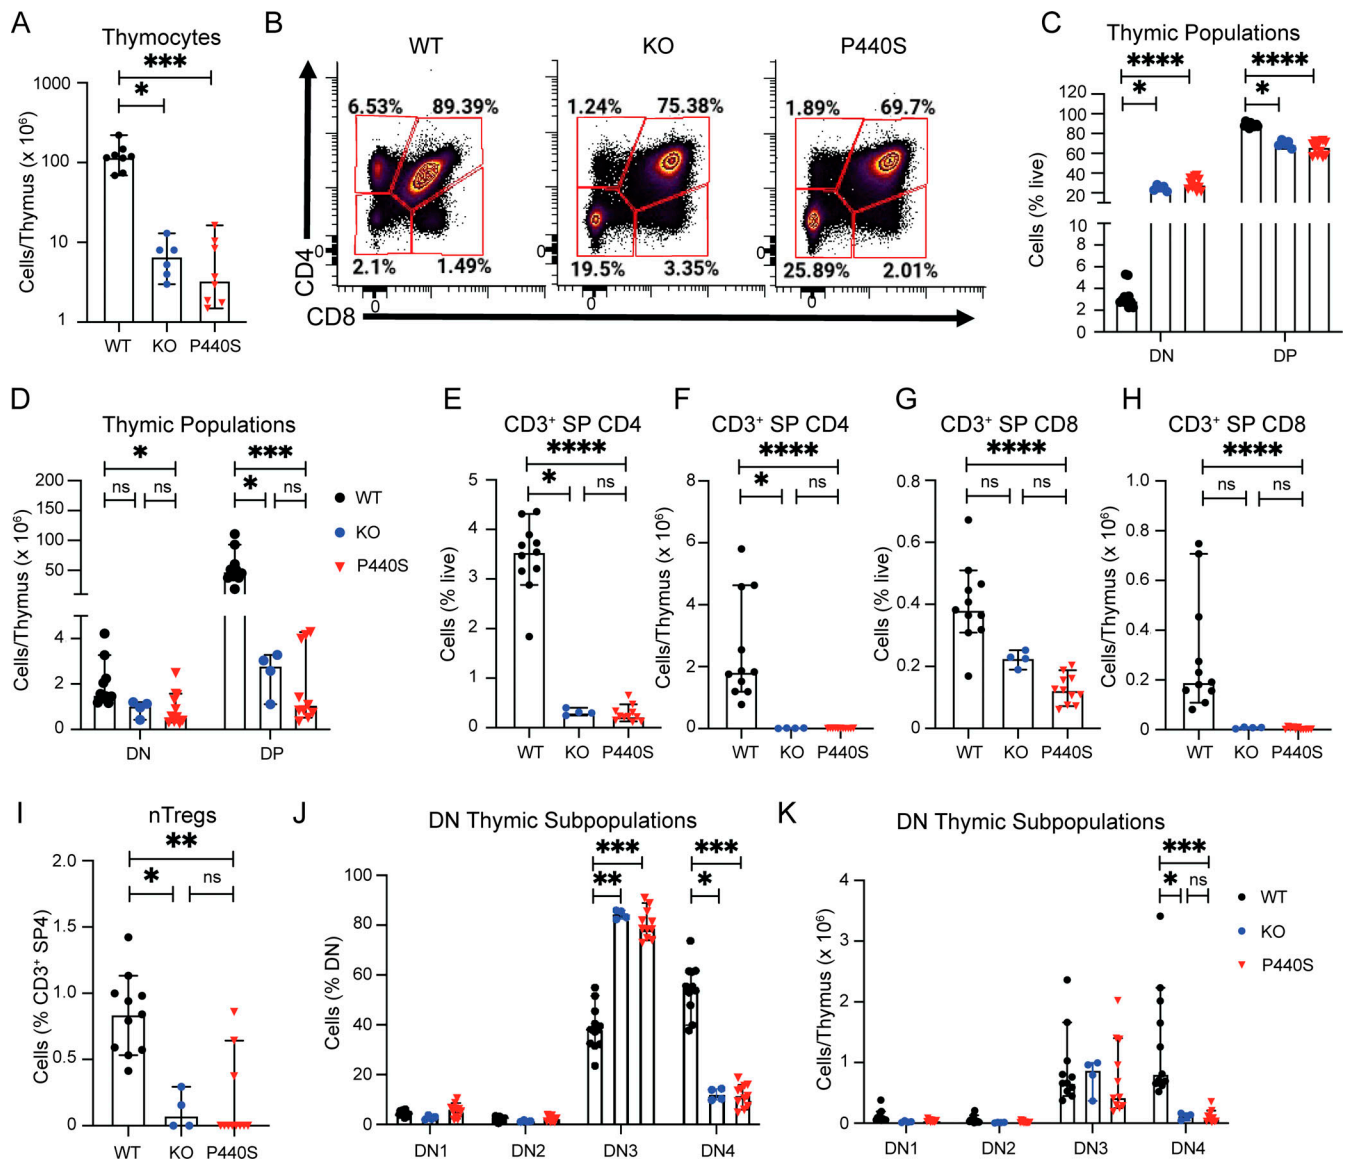 A
Thymocytes
***
*
1000
100
10
1
Cells/Thymus (x 10⁶)
WT KO P440S
B
WT KO P440S
6.53% 89.39%
2.1% 1.49%
1.24% 75.38%
19.5% 3.35%
1.89% 69.7%
25.89% 2.01%
0 0 0
0 0 0
CD4
CD8
C
Thymic Populations
**** ****
* *
120
100
80
60
40
20
10
8
6
4
2
0
Cells (% live)
DN DP
D
Thymic Populations
* ***
ns ns * ns
200
150
100
50
4
2
0
Cells/Thymus (x 10⁶)
DN DP
WT
KO
P440S
E
CD3⁺ SP CD4
****
* ns
5
4
3
2
1
0
Cells (% live)
WT KO P440S
F
CD3⁺ SP CD4
****
* ns
8
6
4
2
0
Cells/Thymus (x 10⁶)
WT KO P440S
G
CD3⁺ SP CD8
****
ns ns
0.8
0.6
0.4
0.2
0
Cells (% live)
WT KO P440S
H
CD3⁺ SP CD8
****
ns ns
1.0
0.8
0.6
0.4
0.2
0
Cells/Thymus (x 10⁶)
WT KO P440S
I
nTregs
**
* ns
2.0
1.5
1.0
0.5
0
Cells (% CD3⁺ SP4)
WT KO P440S
J
DN Thymic Subpopulations
*** ***
** *
100
80
60
40
20
0
Cells (% DN)
DN1 DN2 DN3 DN4
K
DN Thymic Subpopulations
***
* ns
4
3
2
1
0
Cells/Thymus (x 10⁶)
DN1 DN2 DN3 DN4
WT
KO
P440S